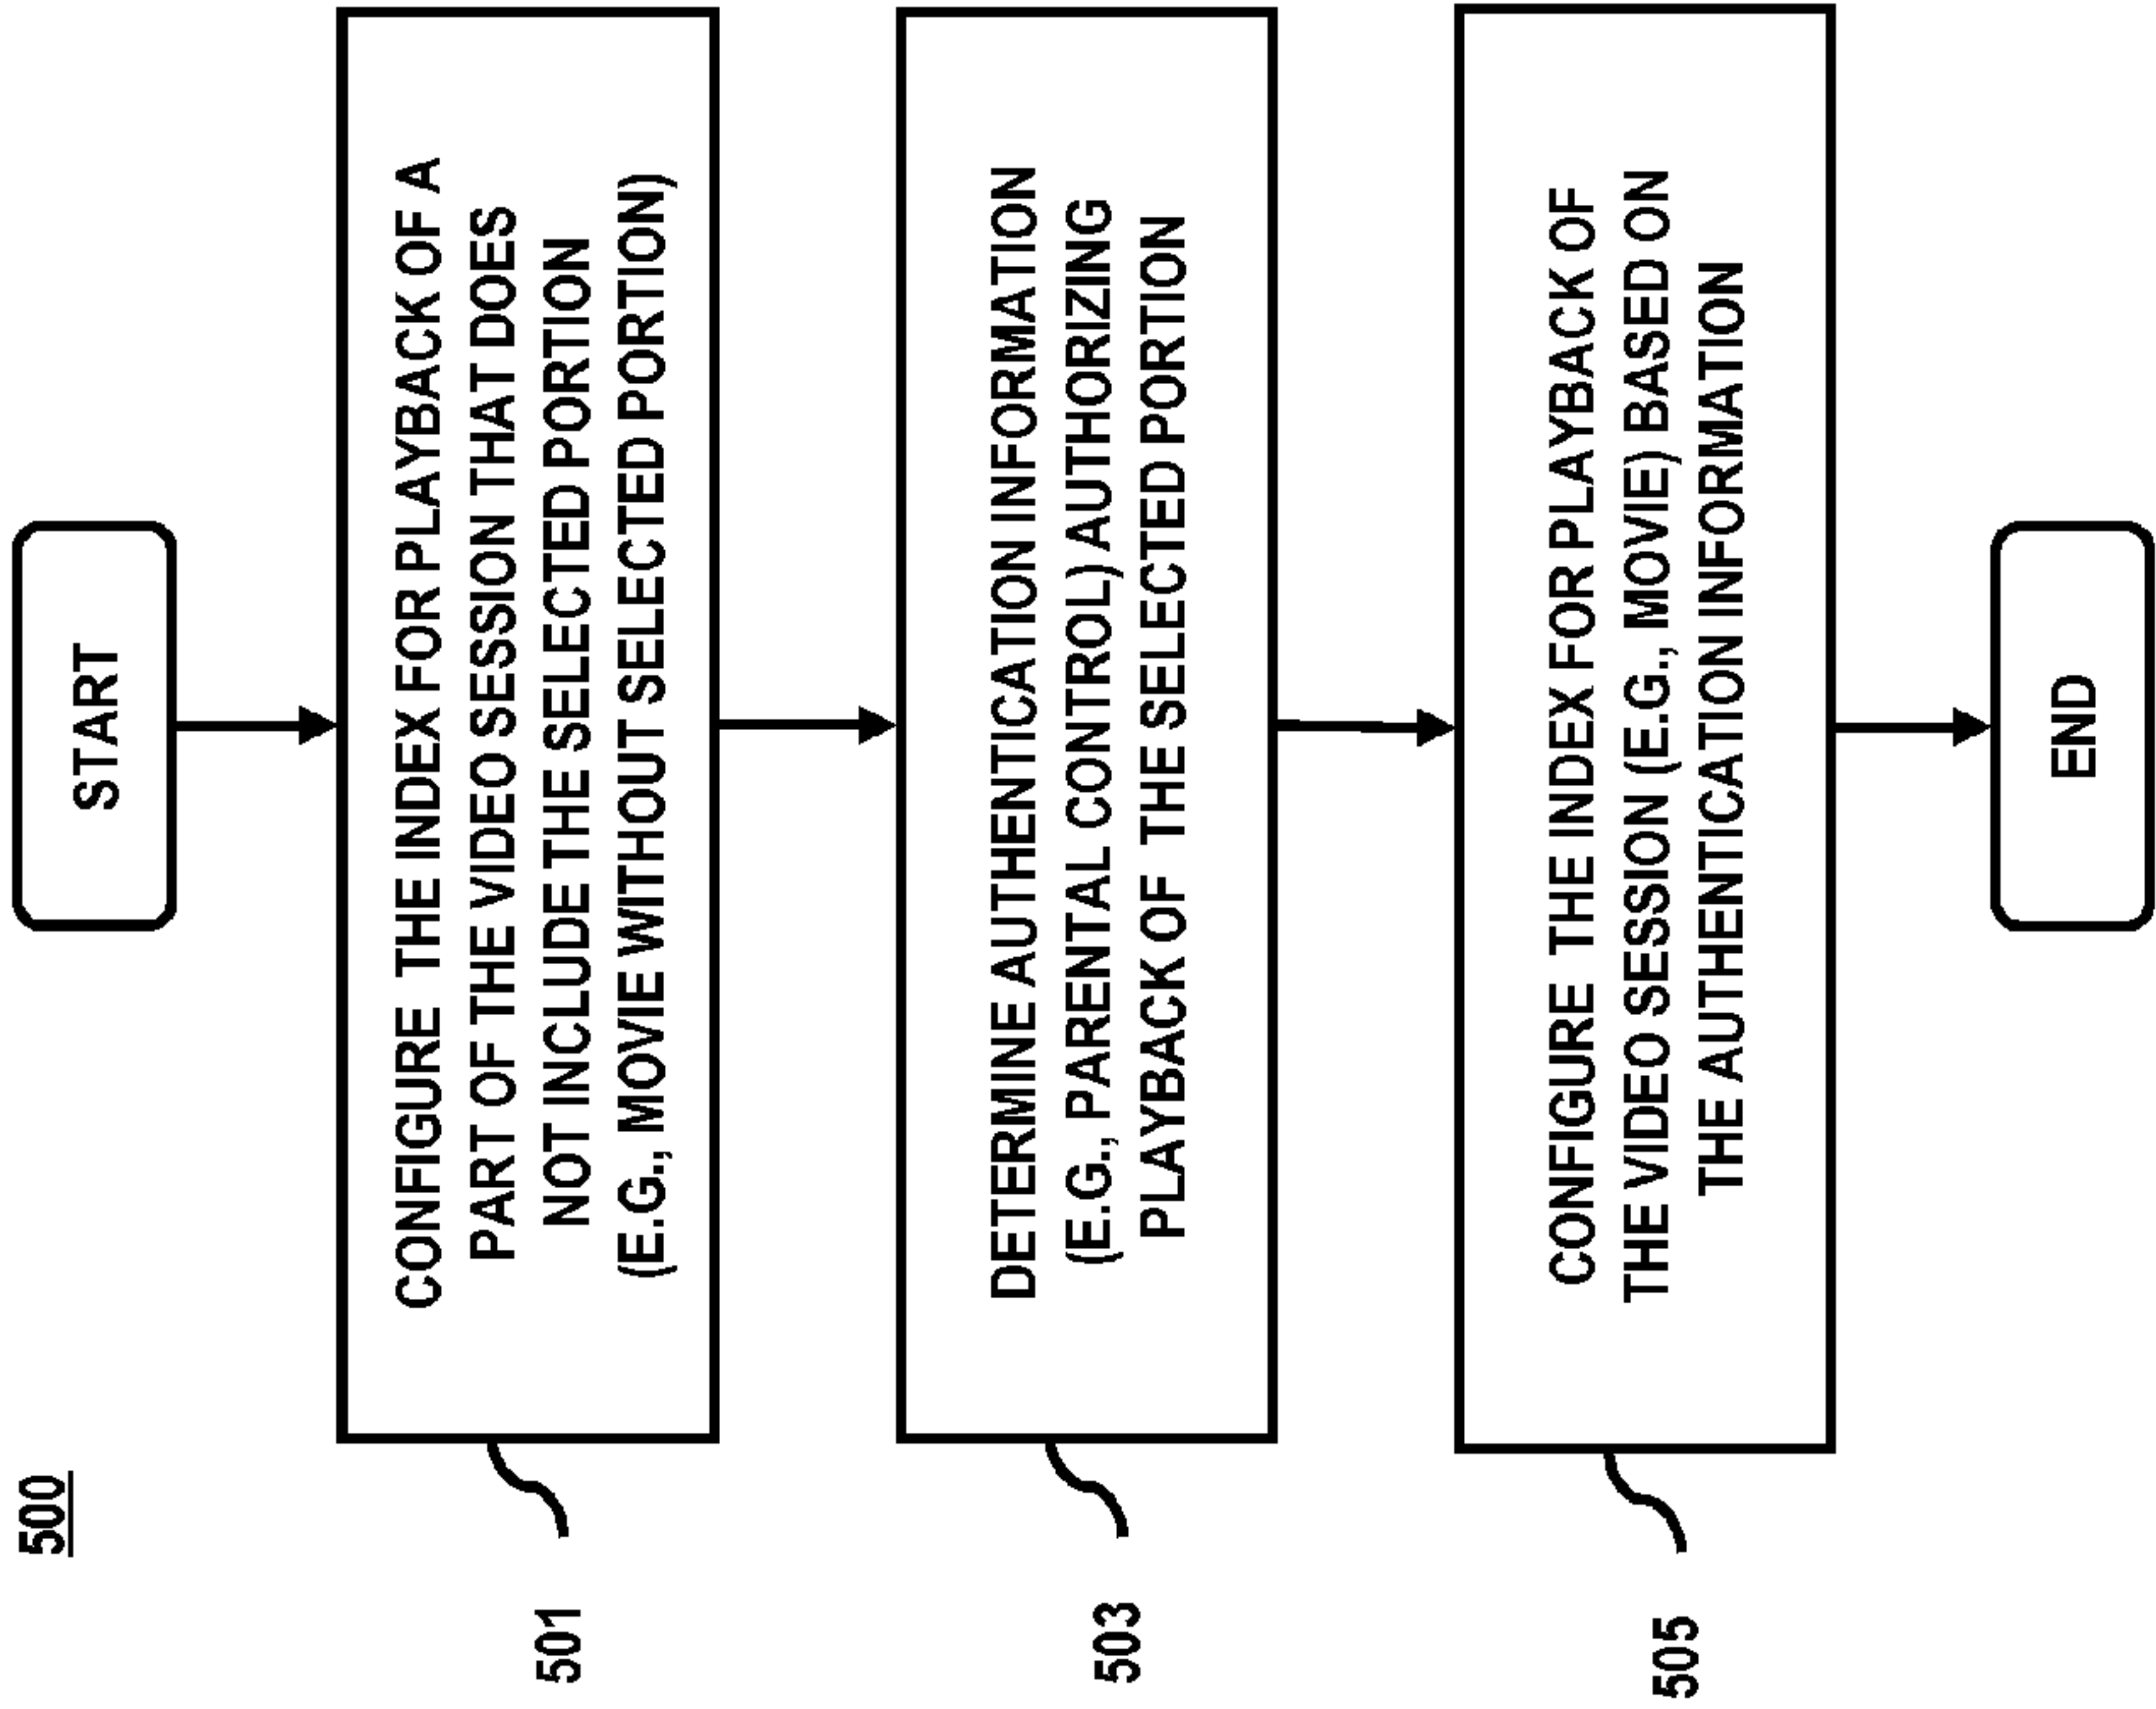 500
START
CONFIGURE THE INDEX FOR PLAYBACK OF A
PART OF THE VIDEO SESSION THAT DOES
NOT INCLUDE THE SELECTED PORTION
(E.G., MOVIE WITHOUT SELECTED PORTION)
501
DETERMINE AUTHENTICATION INFORMATION
(E.G., PARENTAL CONTROL) AUTHORIZING
PLAYBACK OF THE SELECTED PORTION
503
CONFIGURE THE INDEX FOR PLAYBACK OF
THE VIDEO SESSION (E.G., MOVIE) BASED ON
THE AUTHENTICATION INFORMATION
505
END